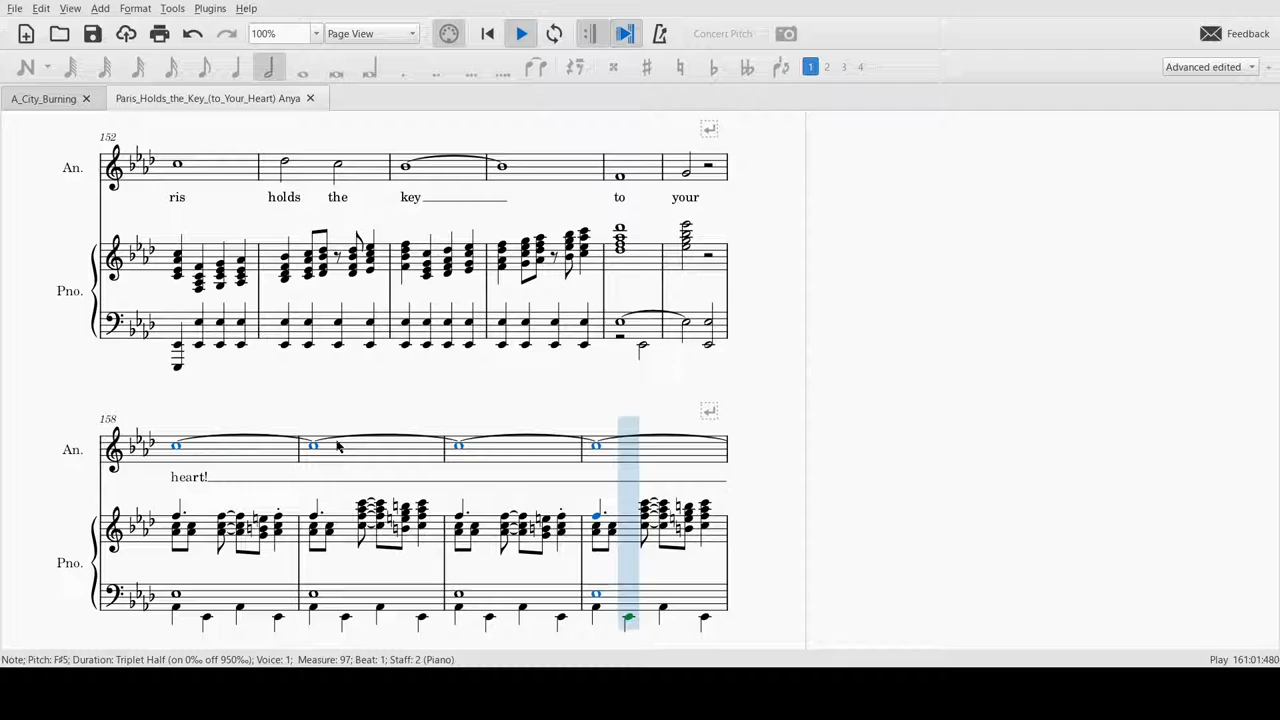 File Edit View Add Format Tools Plugins Help
100% Page View Concert Pitch Feedback
1 2 3 4 Advanced edited
A_City_Burning Paris_Holds_the_Key_(to_Your_Heart) Anya
152
An.
ris holds the key to your
Pno.
158
An.
heart!
Pno.
Note; Pitch: F#5; Duration: Triplet Half (on 0‰ off 950‰); Voice: 1; Measure: 97; Beat: 1; Staff: 2 (Piano) Play 161:01:480